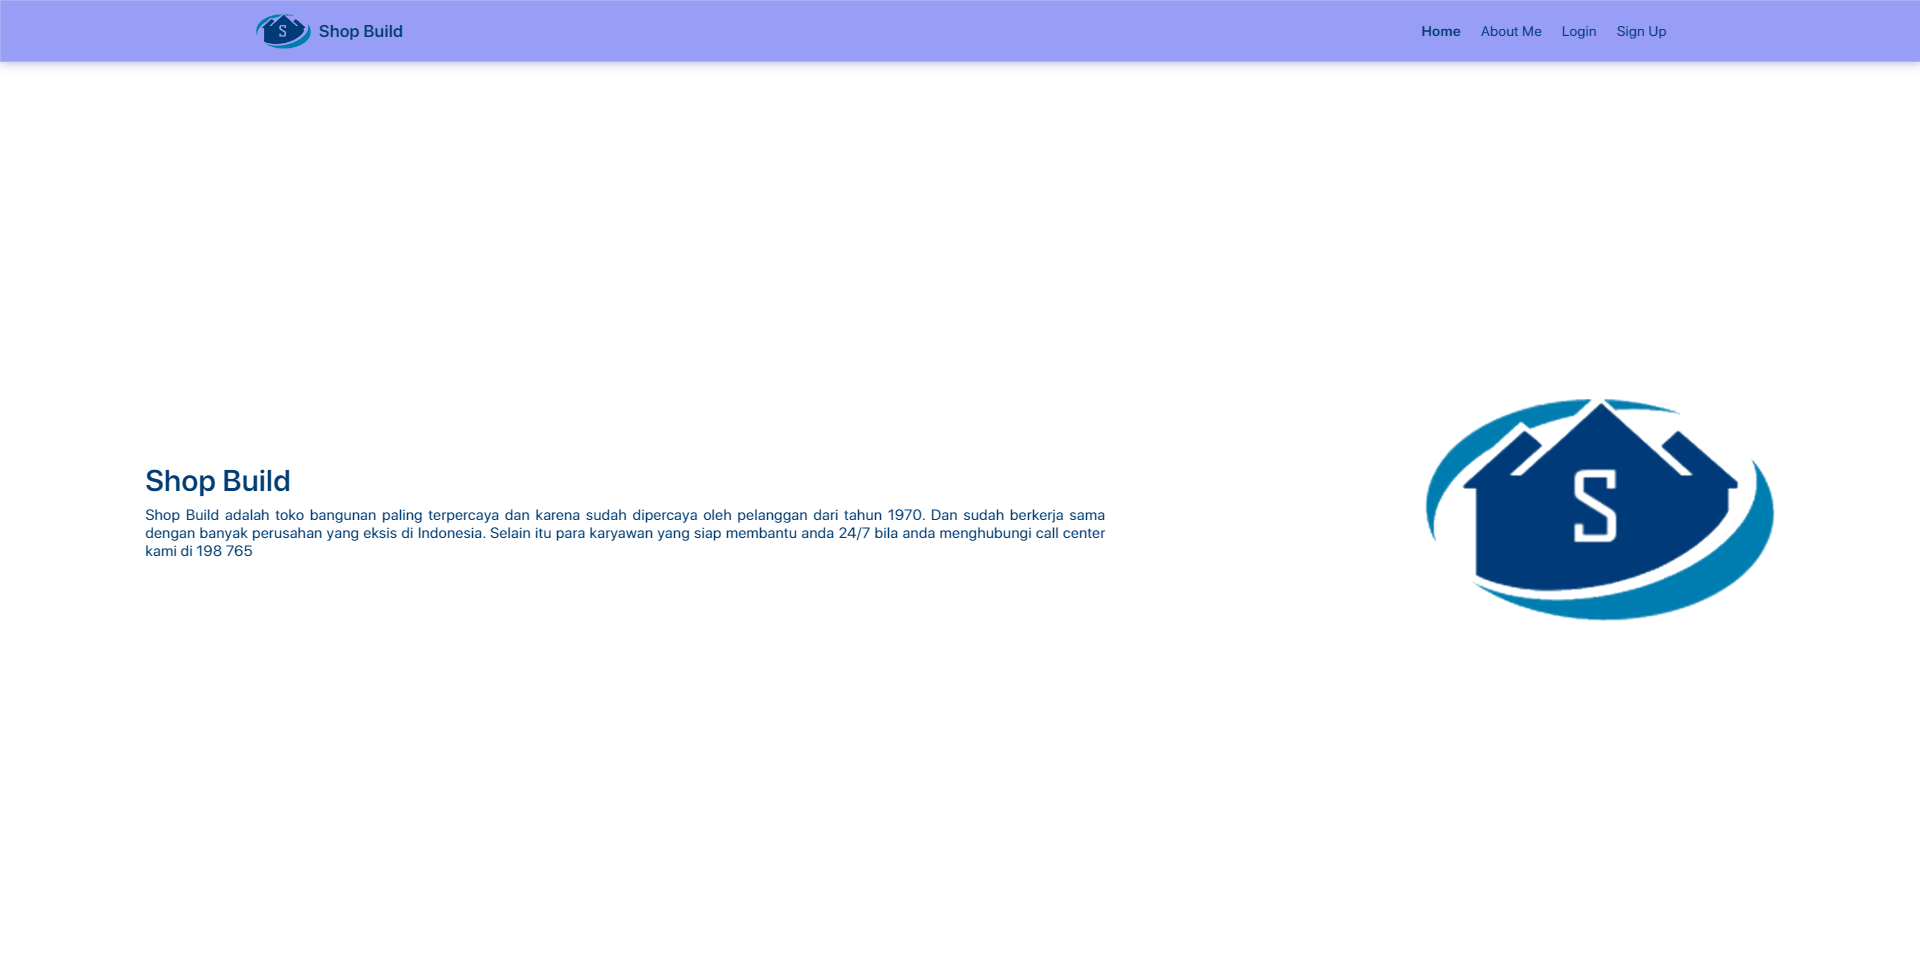 S
Shop Build
Home
About Me
Login
Sign Up
Shop Build
Shop Build adalah toko bangunan paling terpercaya dan karena sudah dipercaya oleh pelanggan dari tahun 1970. Dan sudah berkerja sama
dengan banyak perusahan yang eksis di Indonesia. Selain itu para karyawan yang siap membantu anda 24/7 bila anda menghubungi call center
kami di 198 765
S